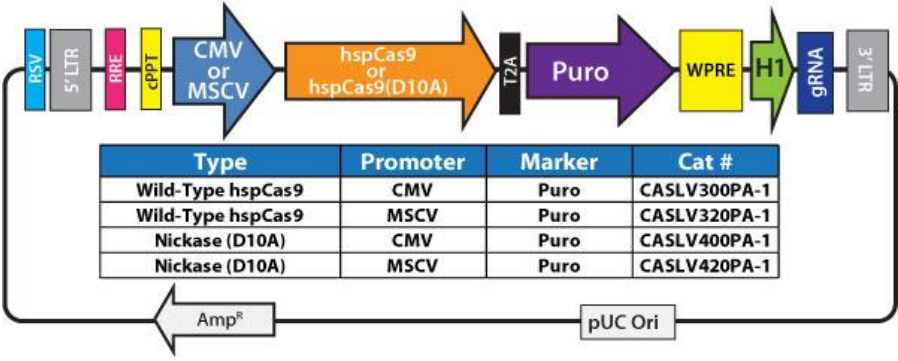 RSV
5' LTR
RRE
cPPT
CMV
or
MSCV
hspCas9
or
hspCas9(D10A)
T2A
Puro
WPRE
H1
gRNA
3' LTR
Type Promoter Marker Cat #
Wild-Type hspCas9 CMV Puro CASLV300PA-1
Wild-Type hspCas9 MSCV Puro CASLV320PA-1
Nickase (D10A) CMV Puro CASLV400PA-1
Nickase (D10A) MSCV Puro CASLV420PA-1
Ampᴿ
pUC Ori